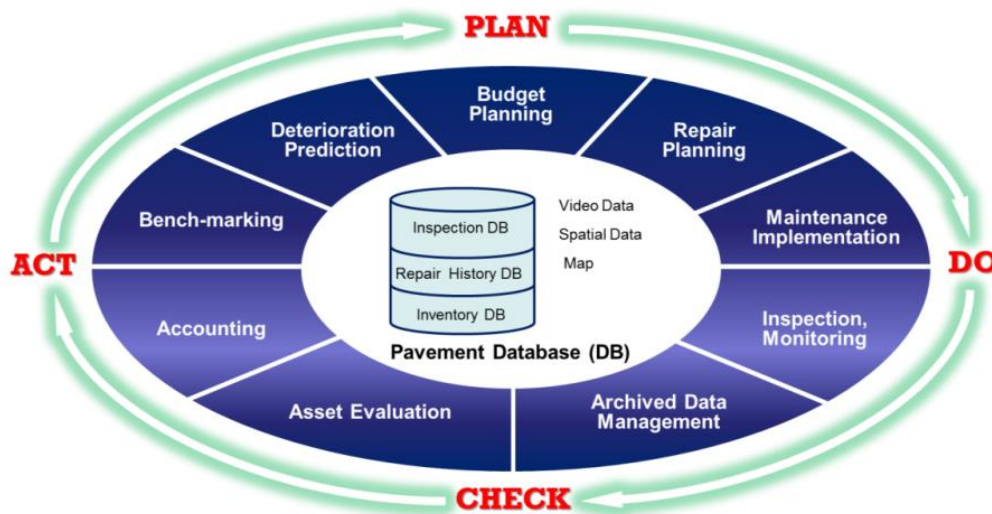 PLAN
Budget
Planning
Deterioration
Prediction
Repair
Planning
Bench-marking
Maintenance
Implementation
ACT
DO
Inspection DB
Repair History DB
Inventory DB
Pavement Database (DB)
Video Data
Spatial Data
Map
Accounting
Inspection,
Monitoring
Asset Evaluation
Archived Data
Management
CHECK